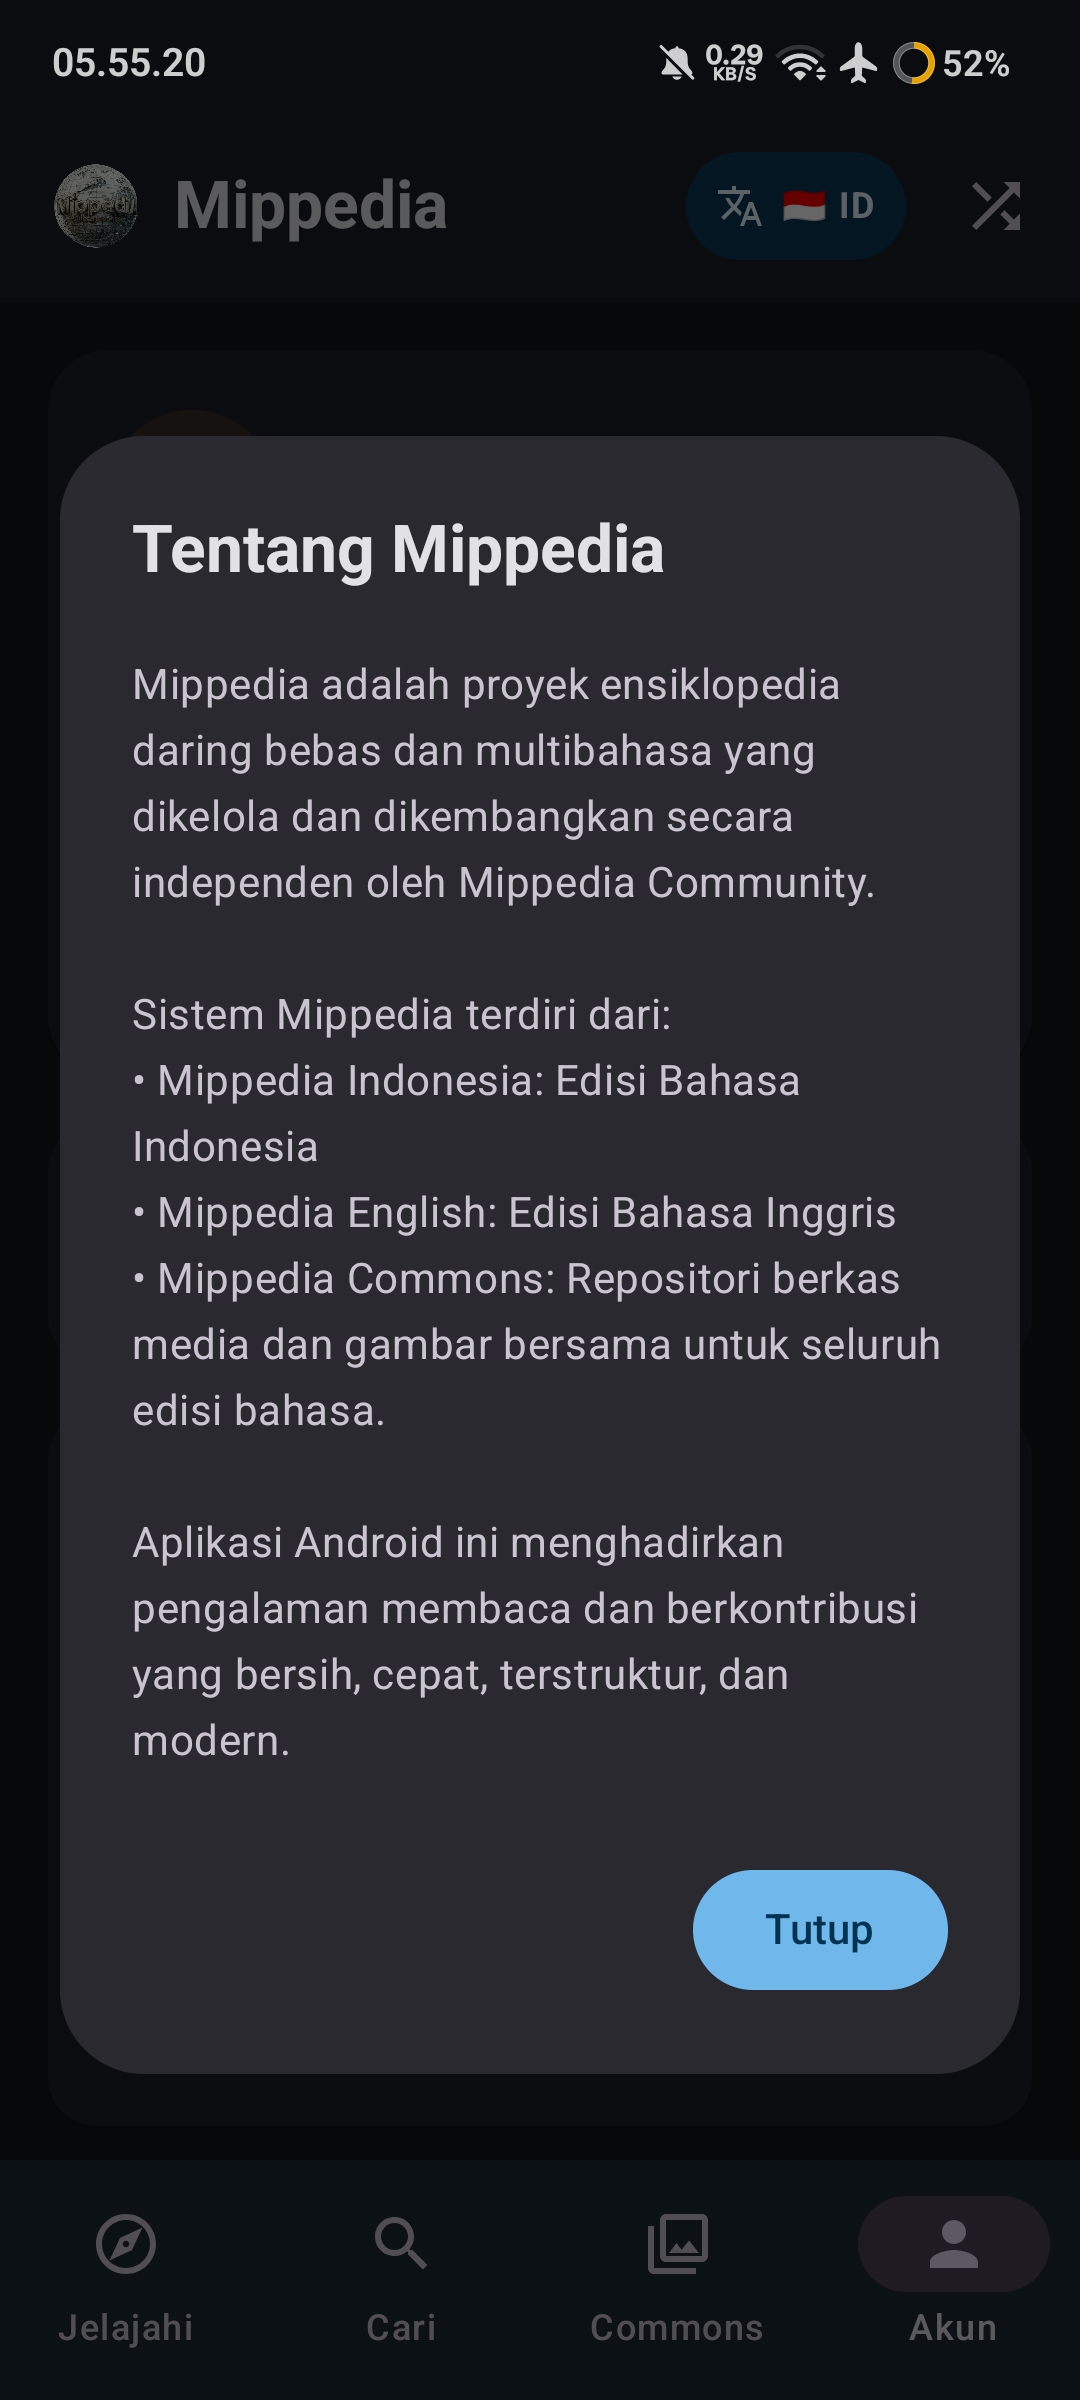 05.55.20
0.29
KB/S
52%
Mippedia
ID
Tentang Mippedia
Mippedia adalah proyek ensiklopedia
daring bebas dan multibahasa yang
dikelola dan dikembangkan secara
independen oleh Mippedia Community.
Sistem Mippedia terdiri dari:
• Mippedia Indonesia: Edisi Bahasa
Indonesia
• Mippedia English: Edisi Bahasa Inggris
• Mippedia Commons: Repositori berkas
media dan gambar bersama untuk seluruh
edisi bahasa.
Aplikasi Android ini menghadirkan
pengalaman membaca dan berkontribusi
yang bersih, cepat, terstruktur, dan
modern.
Tutup
Jelajahi
Cari
Commons
Akun